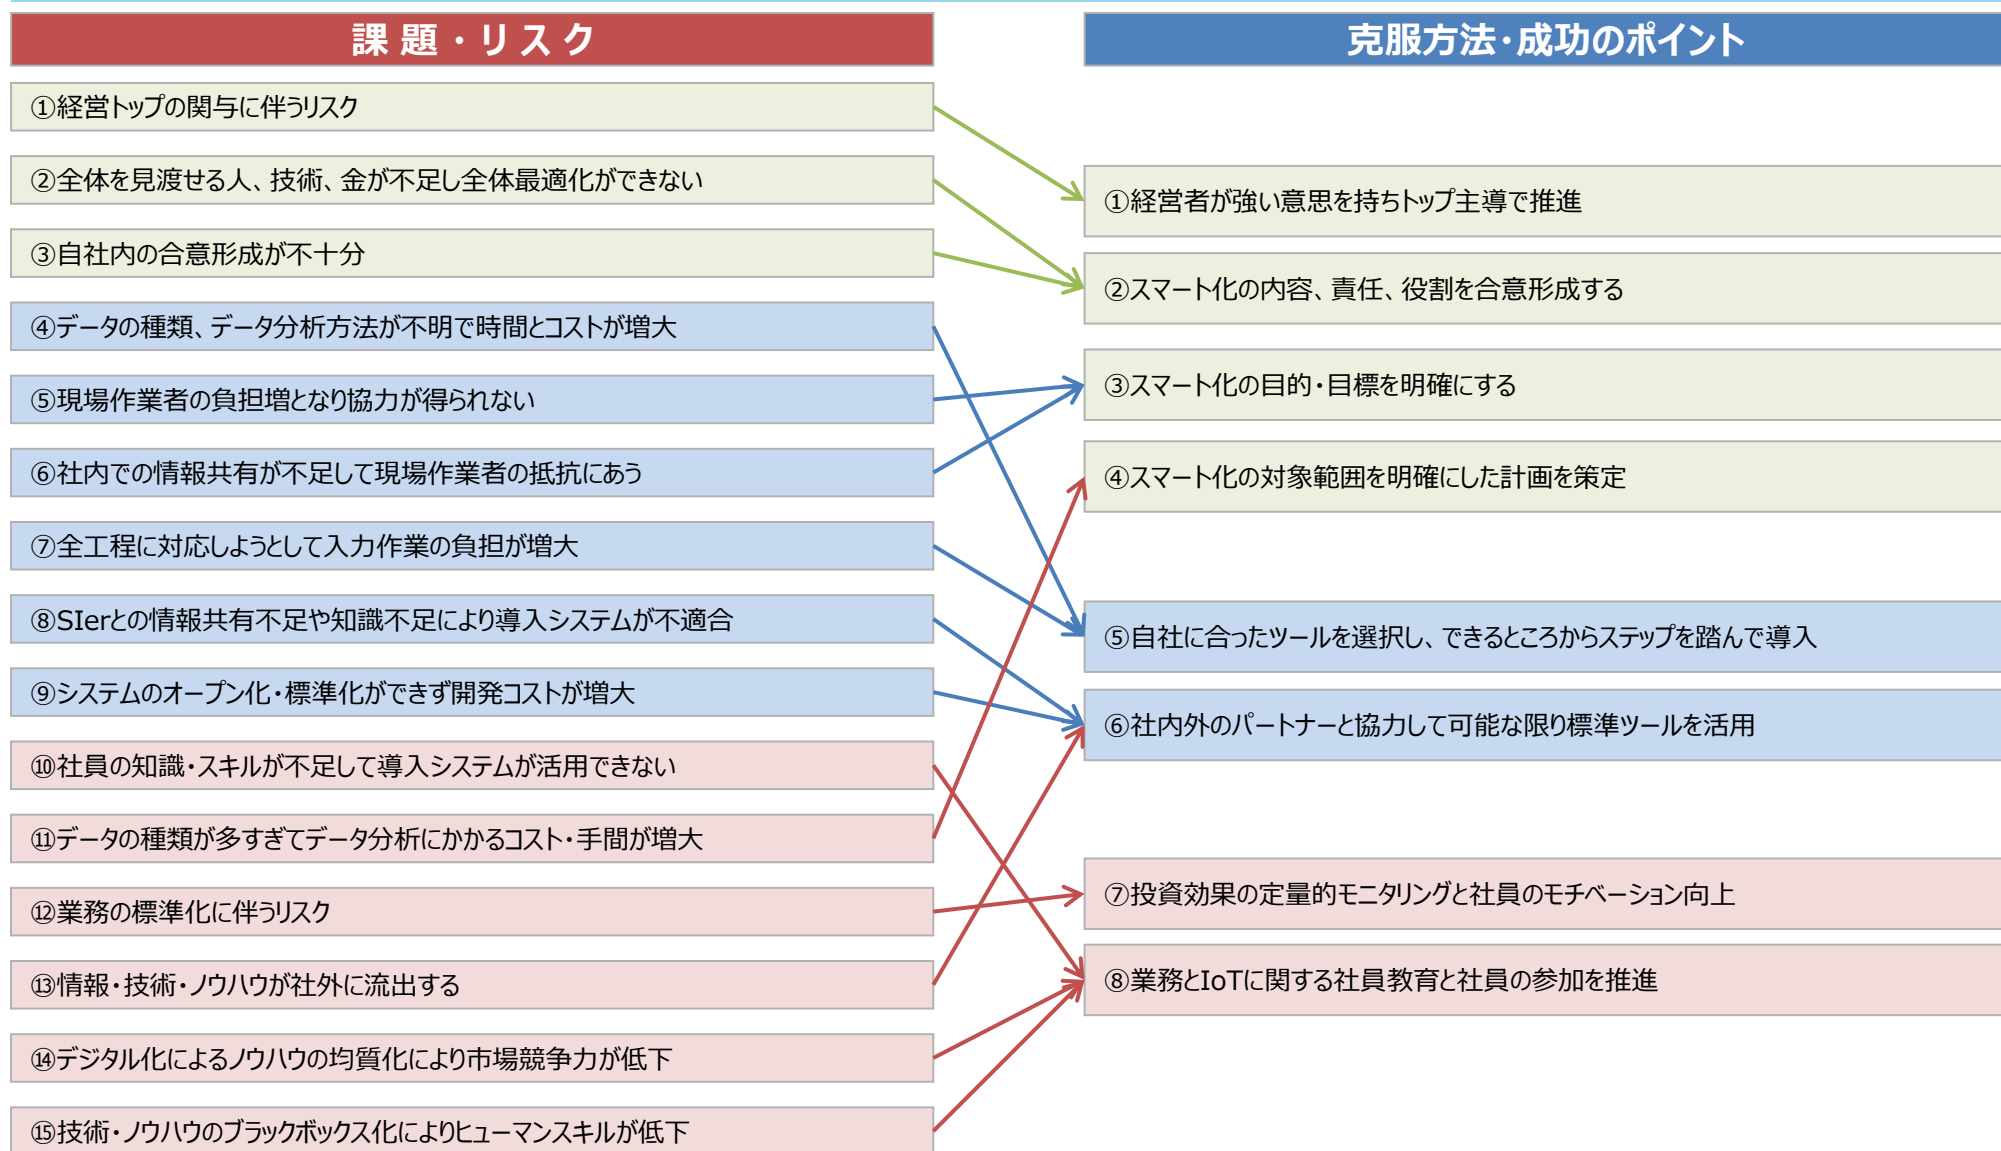 課題・リスク
①経営トップの関与に伴うリスク
②全体を見渡せる人、技術、金が不足し全体最適化ができない
③自社内の合意形成が不十分
④データの種類、データ分析方法が不明で時間とコストが増大
⑤現場作業者の負担増となり協力が得られない
⑥社内での情報共有が不足して現場作業者の抵抗にあう
⑦全工程に対応しようとして入力作業の負担が増大
⑧SIerとの情報共有不足や知識不足により導入システムが不適合
⑨システムのオープン化・標準化ができず開発コストが増大
⑩社員の知識・スキルが不足して導入システムが活用できない
⑪データの種類が多すぎてデータ分析にかかるコスト・手間が増大
⑫業務の標準化に伴うリスク
⑬情報・技術・ノウハウが社外に流出する
⑭デジタル化によるノウハウの均質化により市場競争力が低下
⑮技術・ノウハウのブラックボックス化によりヒューマンスキルが低下
克服方法・成功のポイント
①経営者が強い意思を持ちトップ主導で推進
②スマート化の内容、責任、役割を合意形成する
③スマート化の目的・目標を明確にする
④スマート化の対象範囲を明確にした計画を策定
⑤自社に合ったツールを選択し、できるところからステップを踏んで導入
⑥社内外のパートナーと協力して可能な限り標準ツールを活用
⑦投資効果の定量的モニタリングと社員のモチベーション向上
⑧業務とIoTに関する社員教育と社員の参加を推進